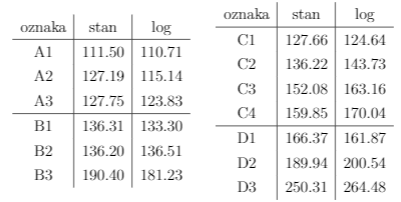 oznaka stan log
A1 111.50 110.71
A2 127.19 115.14
A3 127.75 123.83
B1 136.31 133.30
B2 136.20 136.51
B3 190.40 181.23
oznaka stan log
C1 127.66 124.64
C2 136.22 143.73
C3 152.08 163.16
C4 159.85 170.04
D1 166.37 161.87
D2 189.94 200.54
D3 250.31 264.48